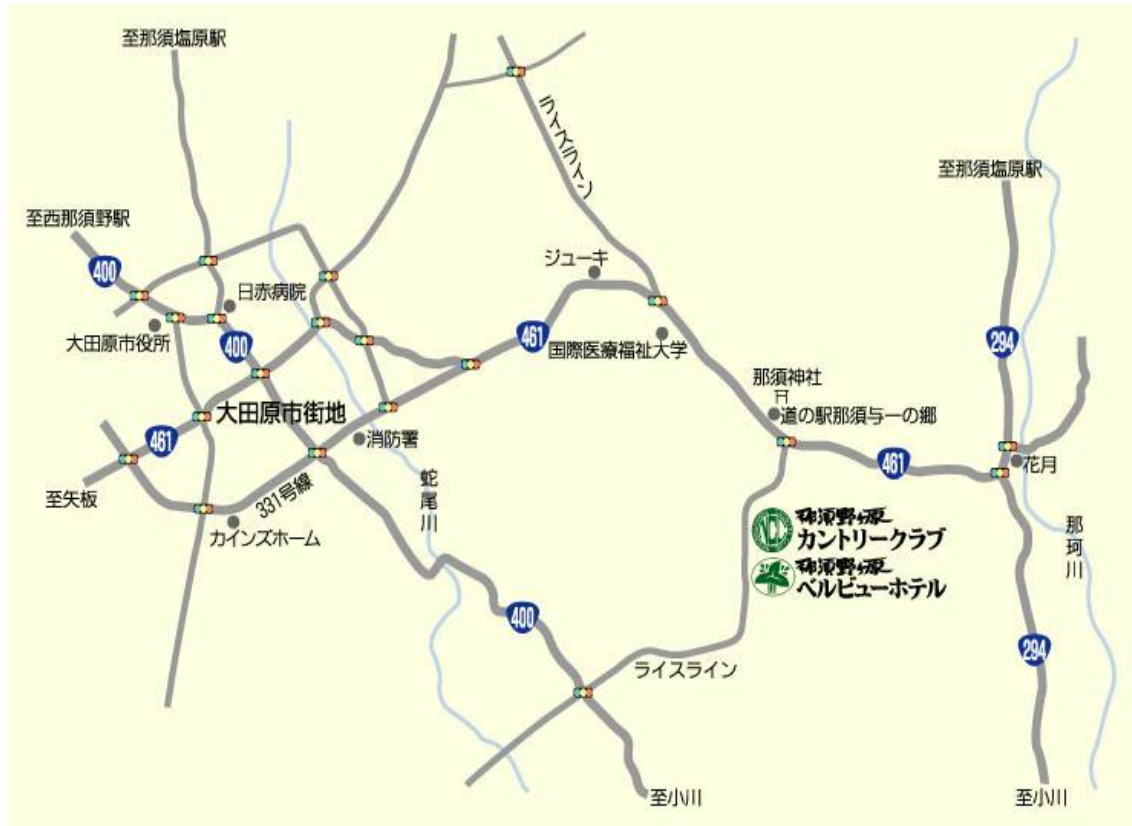 至那須塩原駅
ライスライン
至那須塩原駅
至西那須野駅
400
ジューキ
日赤病院
大田原市役所
400
461
国際医療福祉大学
294
那須神社
道の駅那須与一の郷
大田原市街地
461
消防署
461
花月
至矢板
331号線
蛇尾川
カインズホーム
NCC
那須野ヶ原
カントリークラブ
那須野ヶ原
ベルビューホテル
那珂川
400
294
ライスライン
至小川
至小川